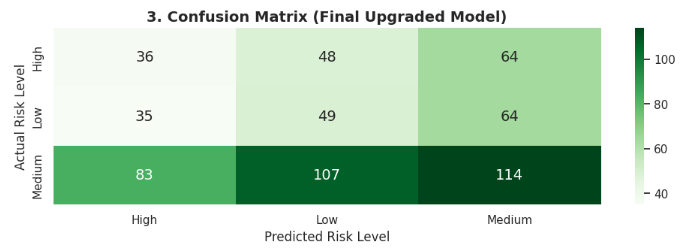 3. Confusion Matrix (Final Upgraded Model)
Actual Risk Level
High
36 48 64
Low
35 49 64
Medium
83 107 114
High Low Medium
Predicted Risk Level
100
80
60
40